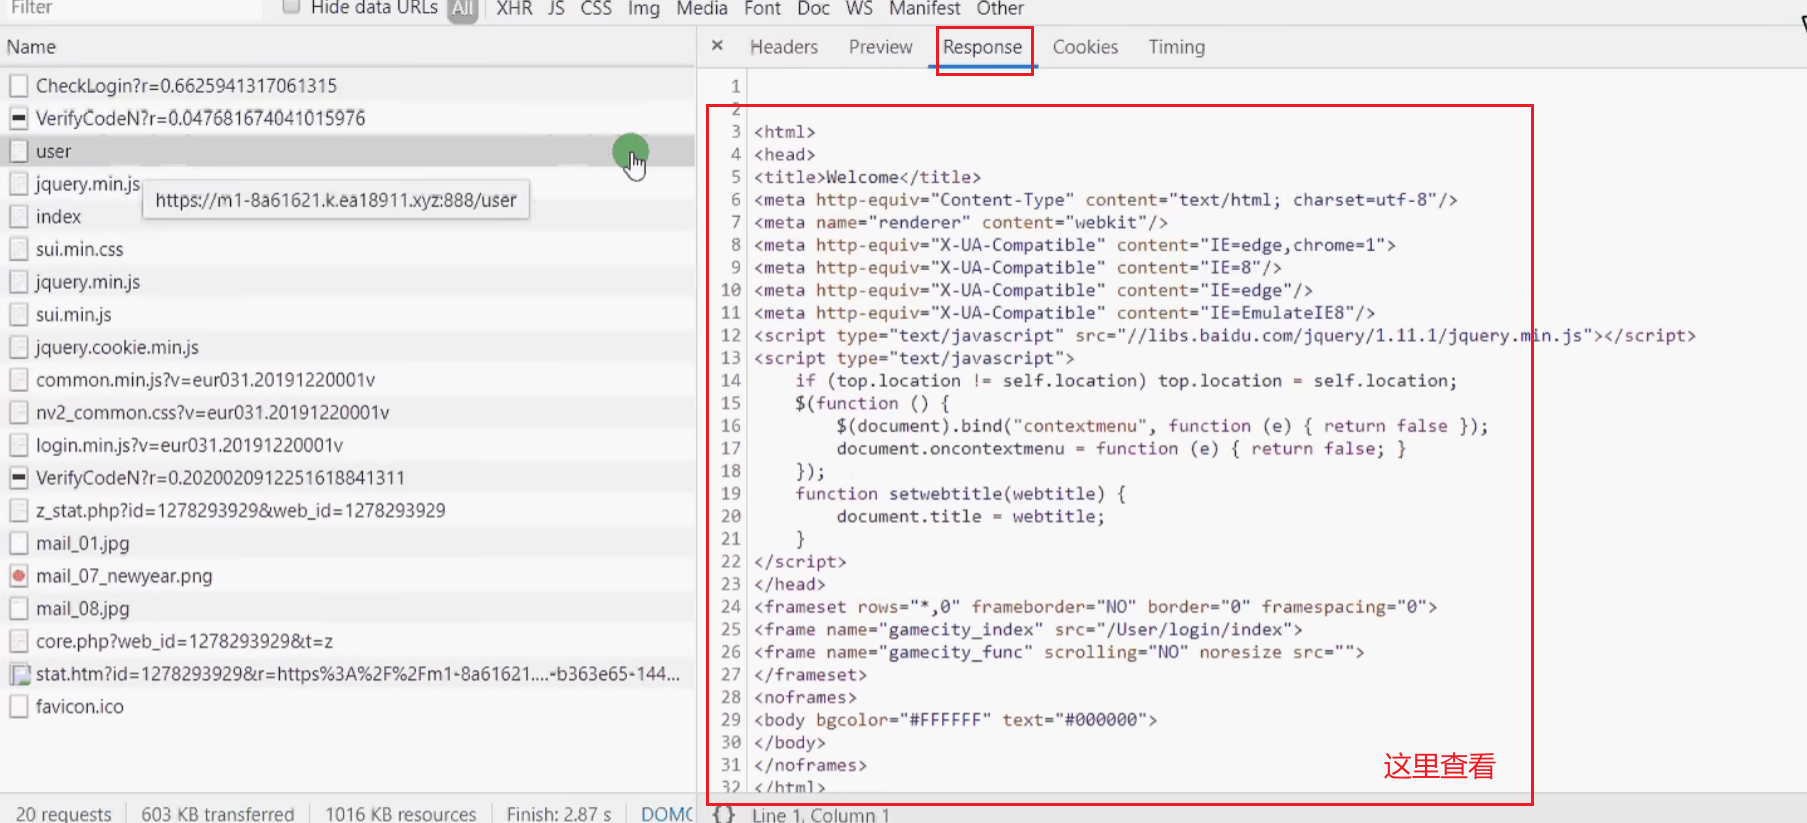 Filter
Hide data URLs All XHR JS CSS Img Media Font Doc WS Manifest Other
Name
CheckLogin?r=0.6625941317061315
VerifyCodeN?r=0.047681674041015976
user
jquery.min.js
https://m1-8a61621.k.ea18911.xyz:888/user
index
sui.min.css
jquery.min.js
sui.min.js
jquery.cookie.min.js
common.min.js?v=eur031.20191220001v
nv2_common.css?v=eur031.20191220001v
login.min.js?v=eur031.20191220001v
VerifyCodeN?r=0.2020020912251618841311
z_stat.php?id=1278293929&web_id=1278293929
mail_01.jpg
mail_07_newyear.png
mail_08.jpg
core.php?web_id=1278293929&t=z
stat.htm?id=1278293929&r=https%3A%2F%2Fm1-8a61621....-b363e65-144...
favicon.ico
20 requests 603 KB transferred 1016 KB resources Finish: 2.87 s DOMC
× Headers Preview Response Cookies Timing
1
2
3 <html>
4 <head>
5 <title>Welcome</title>
6 <meta http-equiv="Content-Type" content="text/html; charset=utf-8"/>
7 <meta name="renderer" content="webkit"/>
8 <meta http-equiv="X-UA-Compatible" content="IE=edge,chrome=1">
9 <meta http-equiv="X-UA-Compatible" content="IE=8"/>
10 <meta http-equiv="X-UA-Compatible" content="IE=edge"/>
11 <meta http-equiv="X-UA-Compatible" content="IE=EmulateIE8"/>
12 <script type="text/javascript" src="//libs.baidu.com/jquery/1.11.1/jquery.min.js"></script>
13 <script type="text/javascript">
14 if (top.location != self.location) top.location = self.location;
15 $(function () {
16 $(document).bind("contextmenu", function (e) { return false });
17 document.oncontextmenu = function (e) { return false; }
18 });
19 function setwebtitle(webtitle) {
20 document.title = webtitle;
21 }
22 </script>
23 </head>
24 <frameset rows="*,0" frameborder="NO" border="0" framespacing="0">
25 <frame name="gamecity_index" src="/User/login/index">
26 <frame name="gamecity_func" scrolling="NO" noresize src="">
27 </frameset>
28 <noframes>
29 <body bgcolor="#FFFFFF" text="#000000">
30 </body>
31 </noframes>
32 </html>
这里查看
{} Line 1, Column 1